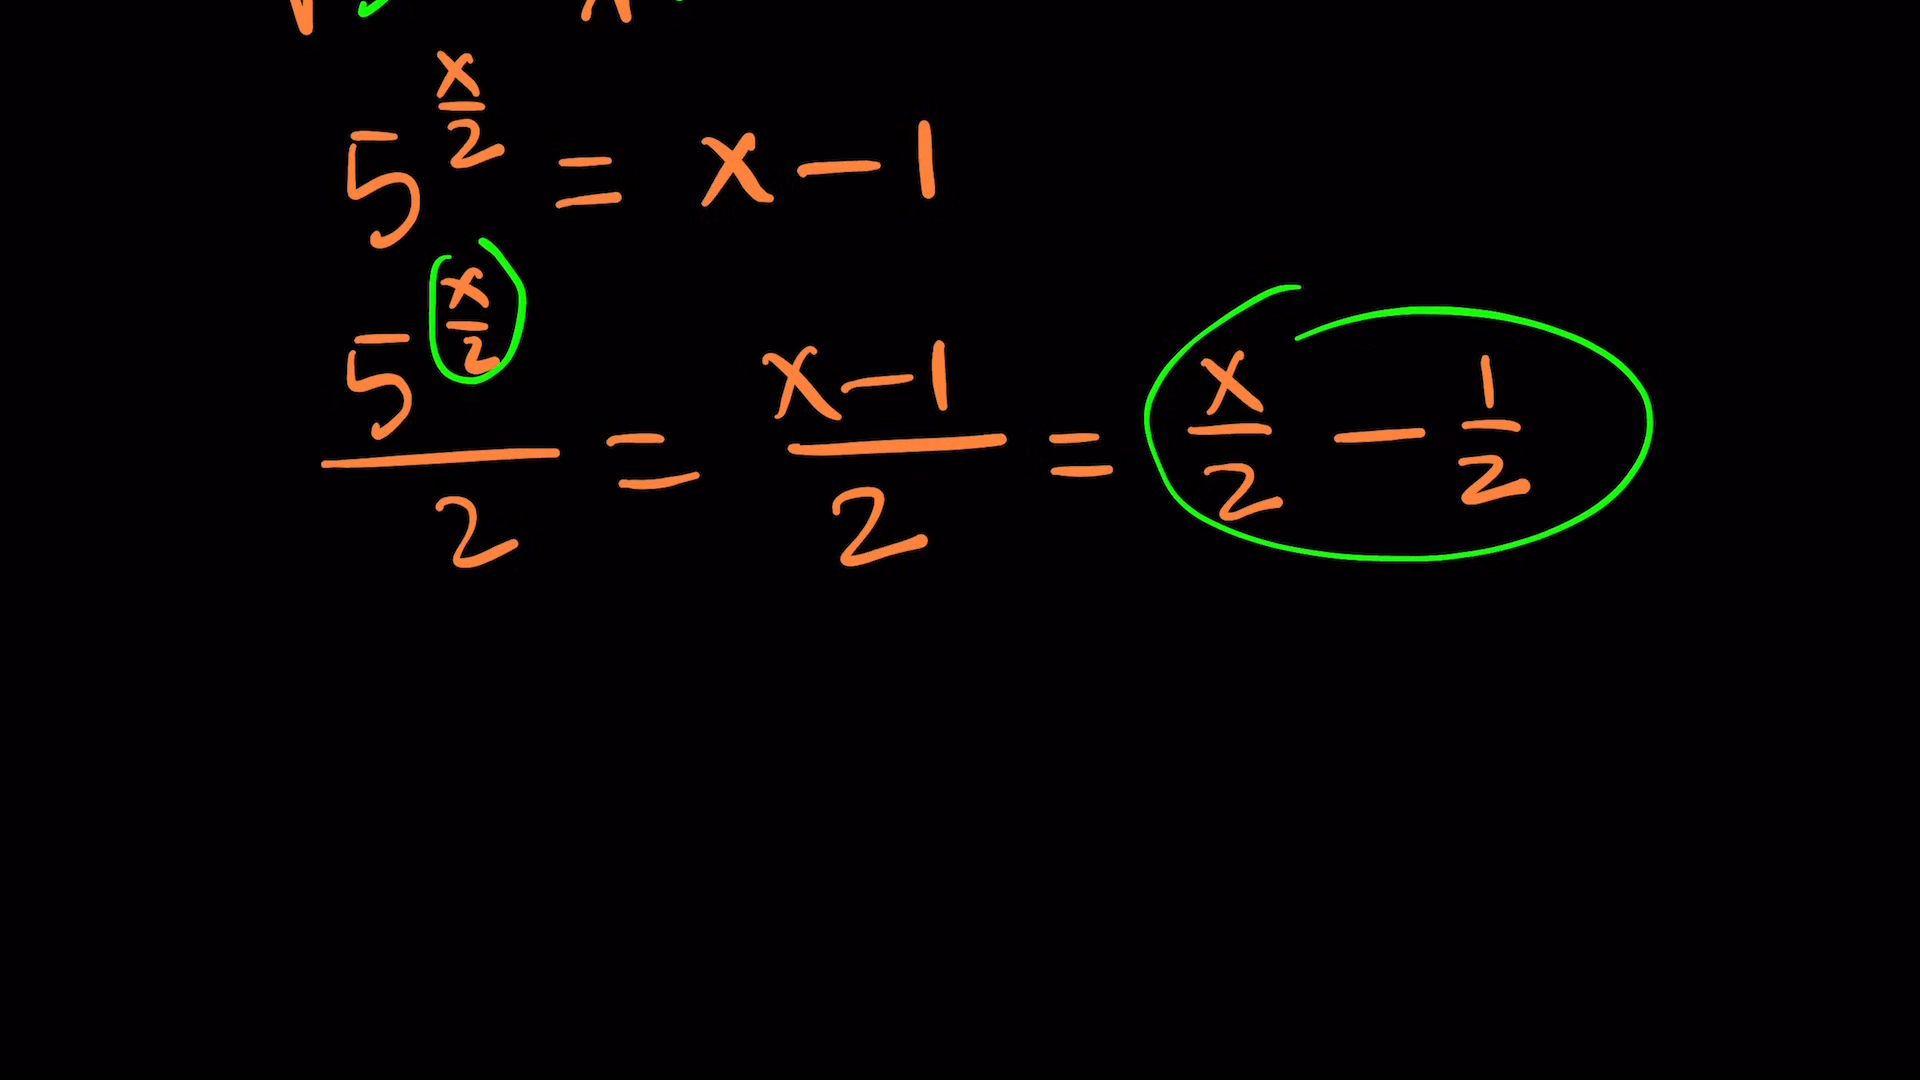 5^(x/2) = x - 1
5^(x/2)/2 = (x - 1)/2 = x/2 - 1/2